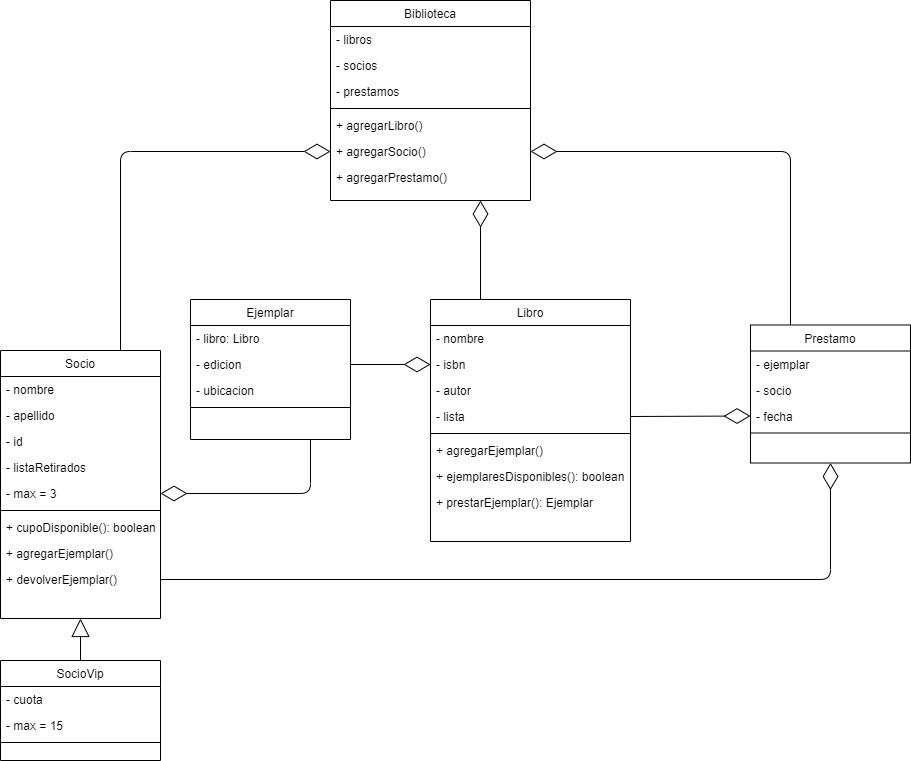 Biblioteca
- libros
- socios
- prestamos
+ agregarLibro()
+ agregarSocio()
+ agregarPrestamo()
Ejemplar
- libro: Libro
- edicion
- ubicacion
Libro
- nombre
- isbn
- autor
- lista
+ agregarEjemplar()
+ ejemplaresDisponibles(): boolean
+ prestarEjemplar(): Ejemplar
Prestamo
- ejemplar
- socio
- fecha
Socio
- nombre
- apellido
- id
- listaRetirados
- max = 3
+ cupoDisponible(): boolean
+ agregarEjemplar()
+ devolverEjemplar()
SocioVip
- cuota
- max = 15